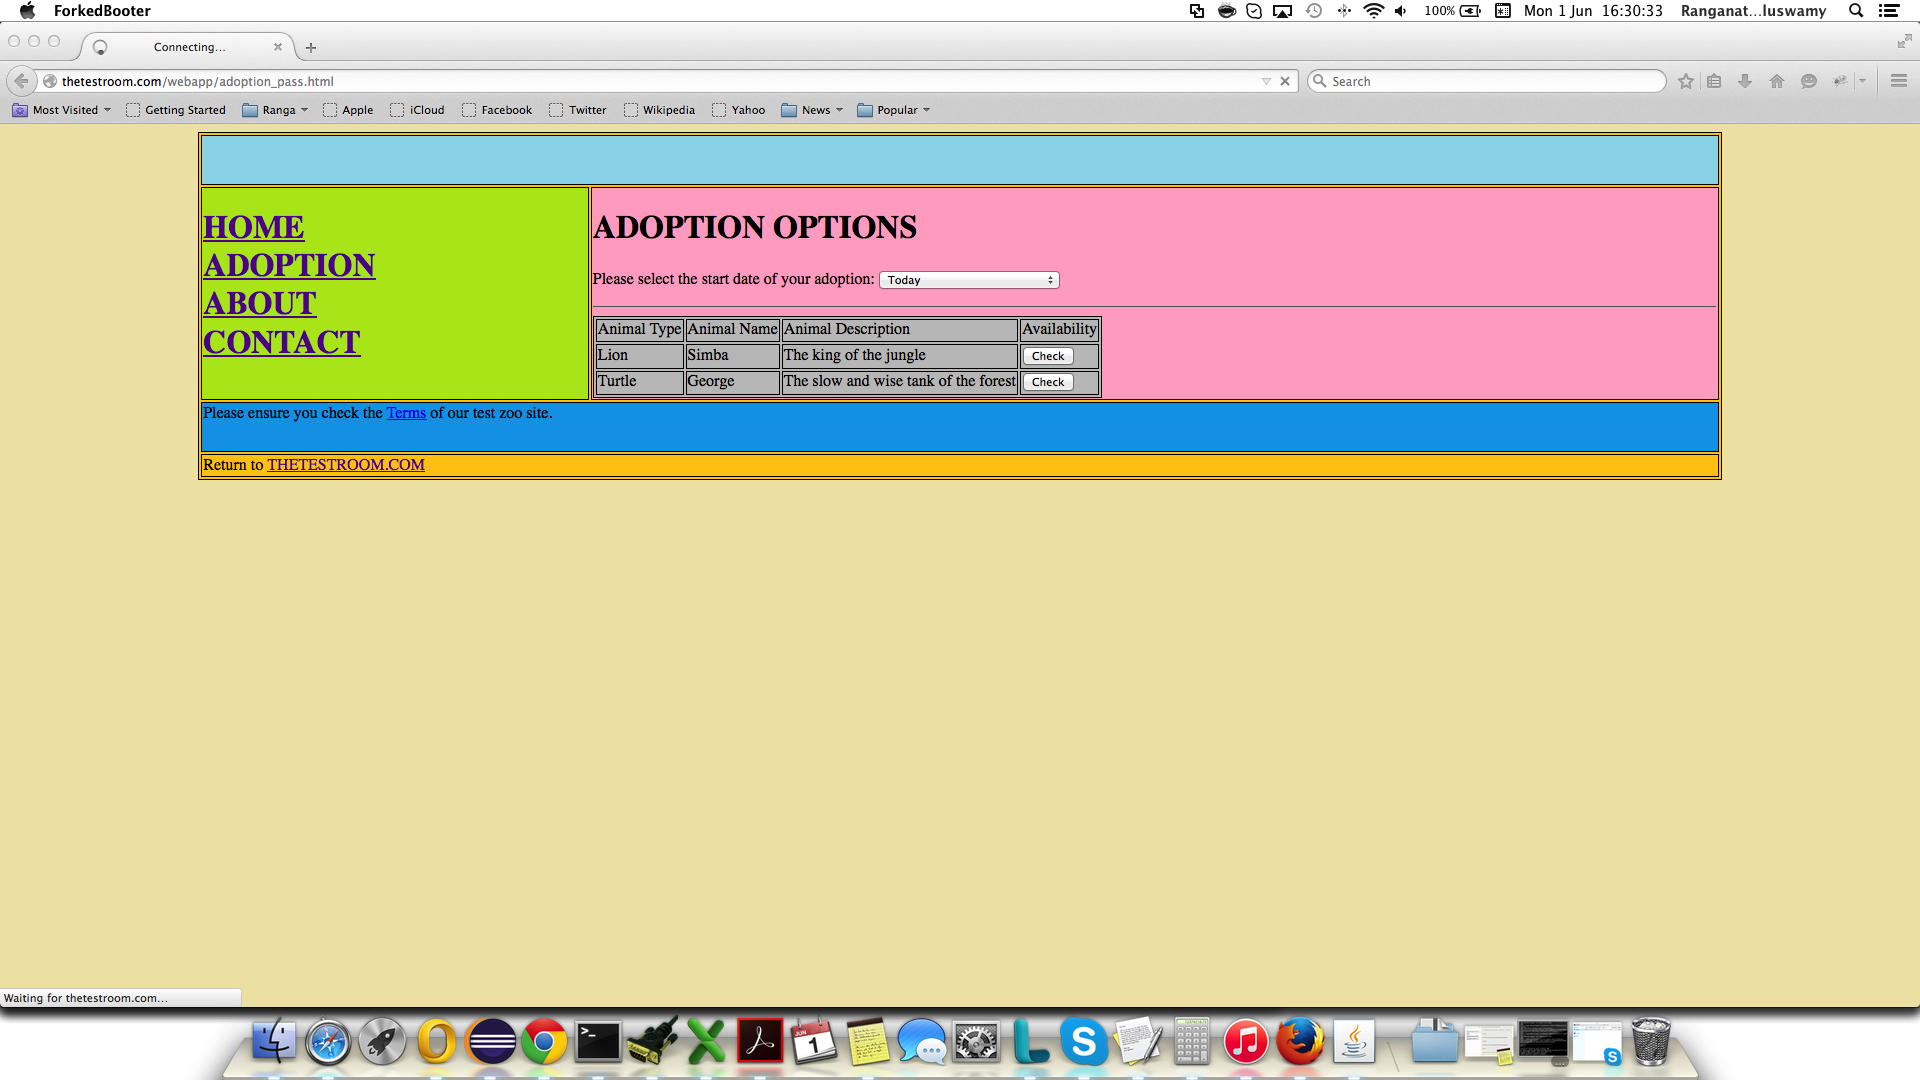 ForkedBooter
100% Mon 1 Jun 16:30:33 Ranganat...luswamy
Connecting...
thetestroom.com/webapp/adoption_pass.html
Search
Most Visited Getting Started Ranga Apple iCloud Facebook Twitter Wikipedia Yahoo News Popular
HOME
ADOPTION
ABOUT
CONTACT
ADOPTION OPTIONS
Please select the start date of your adoption: Today
Animal Type Animal Name Animal Description Availability
Lion Simba The king of the jungle Check
Turtle George The slow and wise tank of the forest Check
Please ensure you check the Terms of our test zoo site.
Return to THETESTROOM.COM
Waiting for thetestroom.com...
JUN
1